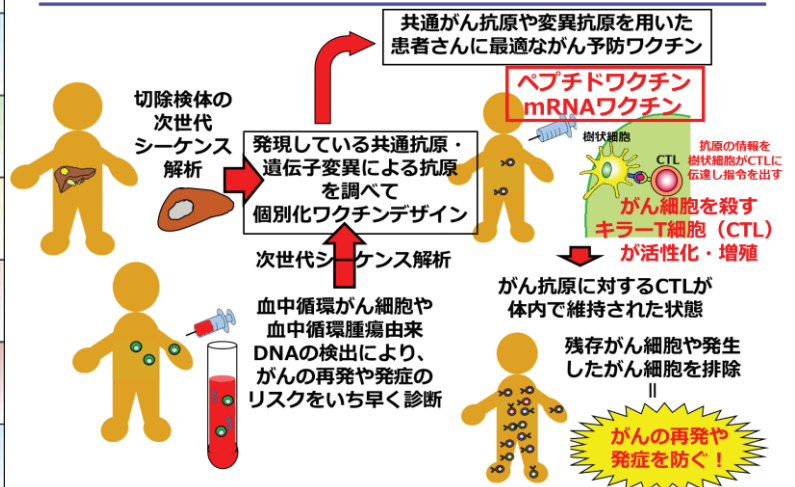 共通がん抗原や変異抗原を用いた
患者さんに最適ながん予防ワクチン
ペプチドワクチン
mRNAワクチン
切除検体の
次世代
シーケンス
解析
発現している共通抗原・
遺伝子変異による抗原
を調べて
個別化ワクチンデザイン
樹状細胞
CTL
抗原の情報を
樹状細胞がCTLに
伝達し指令を出す
がん細胞を殺す
キラーT細胞（CTL）
が活性化・増殖
次世代シーケンス解析
血中循環がん細胞や
血中循環腫瘍由来
DNAの検出により、
がんの再発や発症の
リスクをいち早く診断
がん抗原に対するCTLが
体内で維持された状態
残存がん細胞や発生
したがん細胞を排除
＝
がんの再発や
発症を防ぐ！